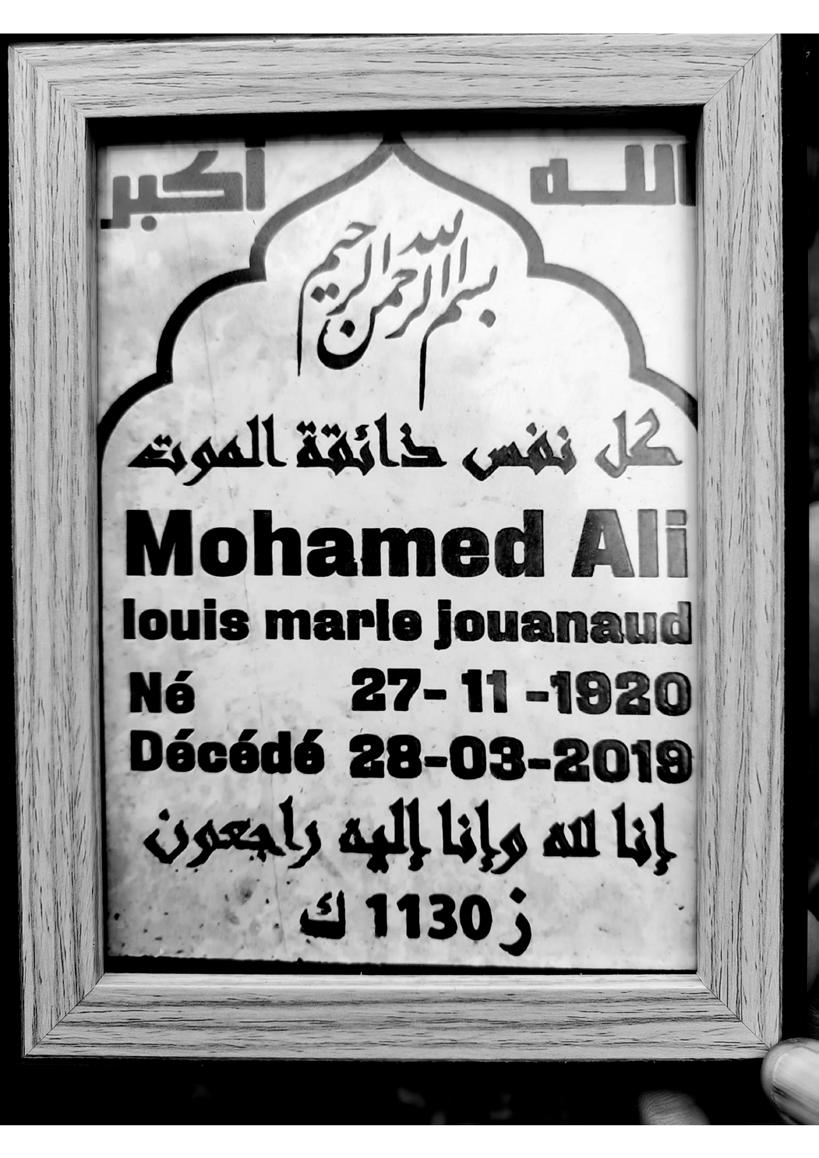 الله أكبر
بسم الله الرحمن الرحيم
كل نفس ذائقة الموت
Mohamed Ali
louis marie jouanaud
Né 27-11-1920
Décédé 28-03-2019
إنا لله وإنا إليه راجعون
ز 1130 ك